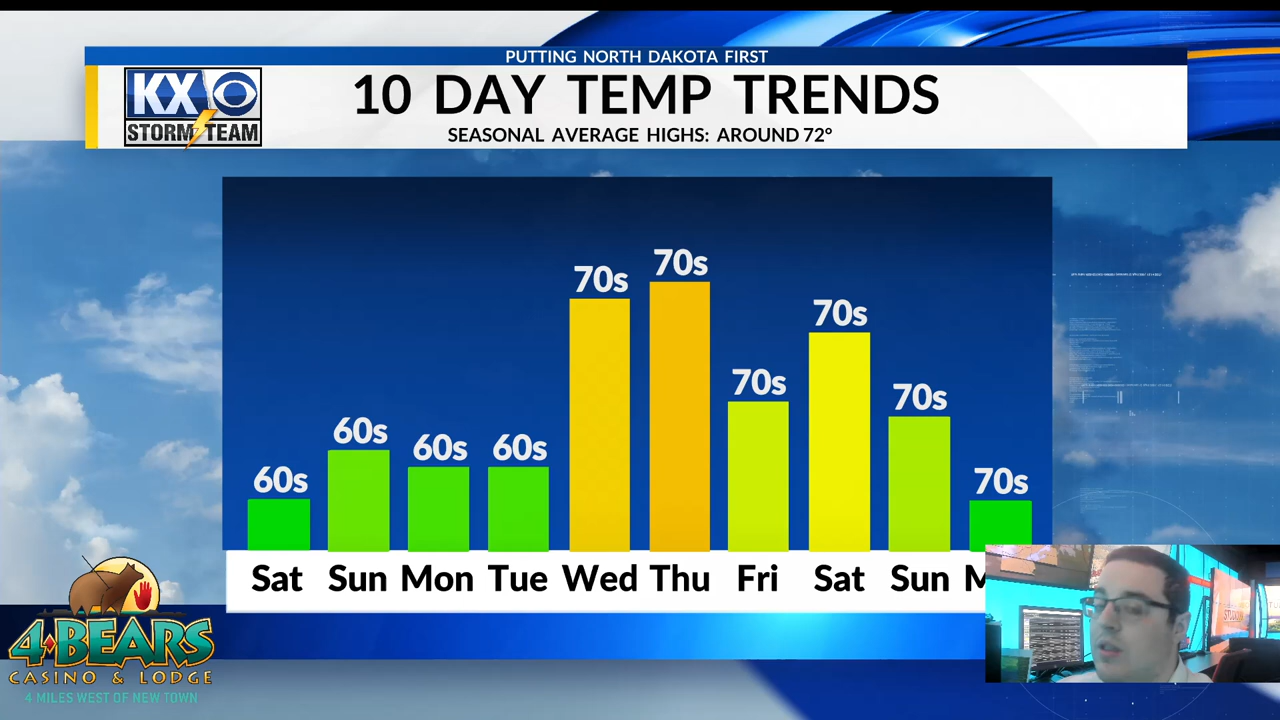 PUTTING NORTH DAKOTA FIRST
KX
STORM TEAM
10 DAY TEMP TRENDS
SEASONAL AVERAGE HIGHS: AROUND 72°
60s 60s 60s 60s 70s 70s 70s 70s 70s 70s
Sat Sun Mon Tue Wed Thu Fri Sat Sun M
4 BEARS
CASINO & LODGE
4 MILES WEST OF NEW TOWN